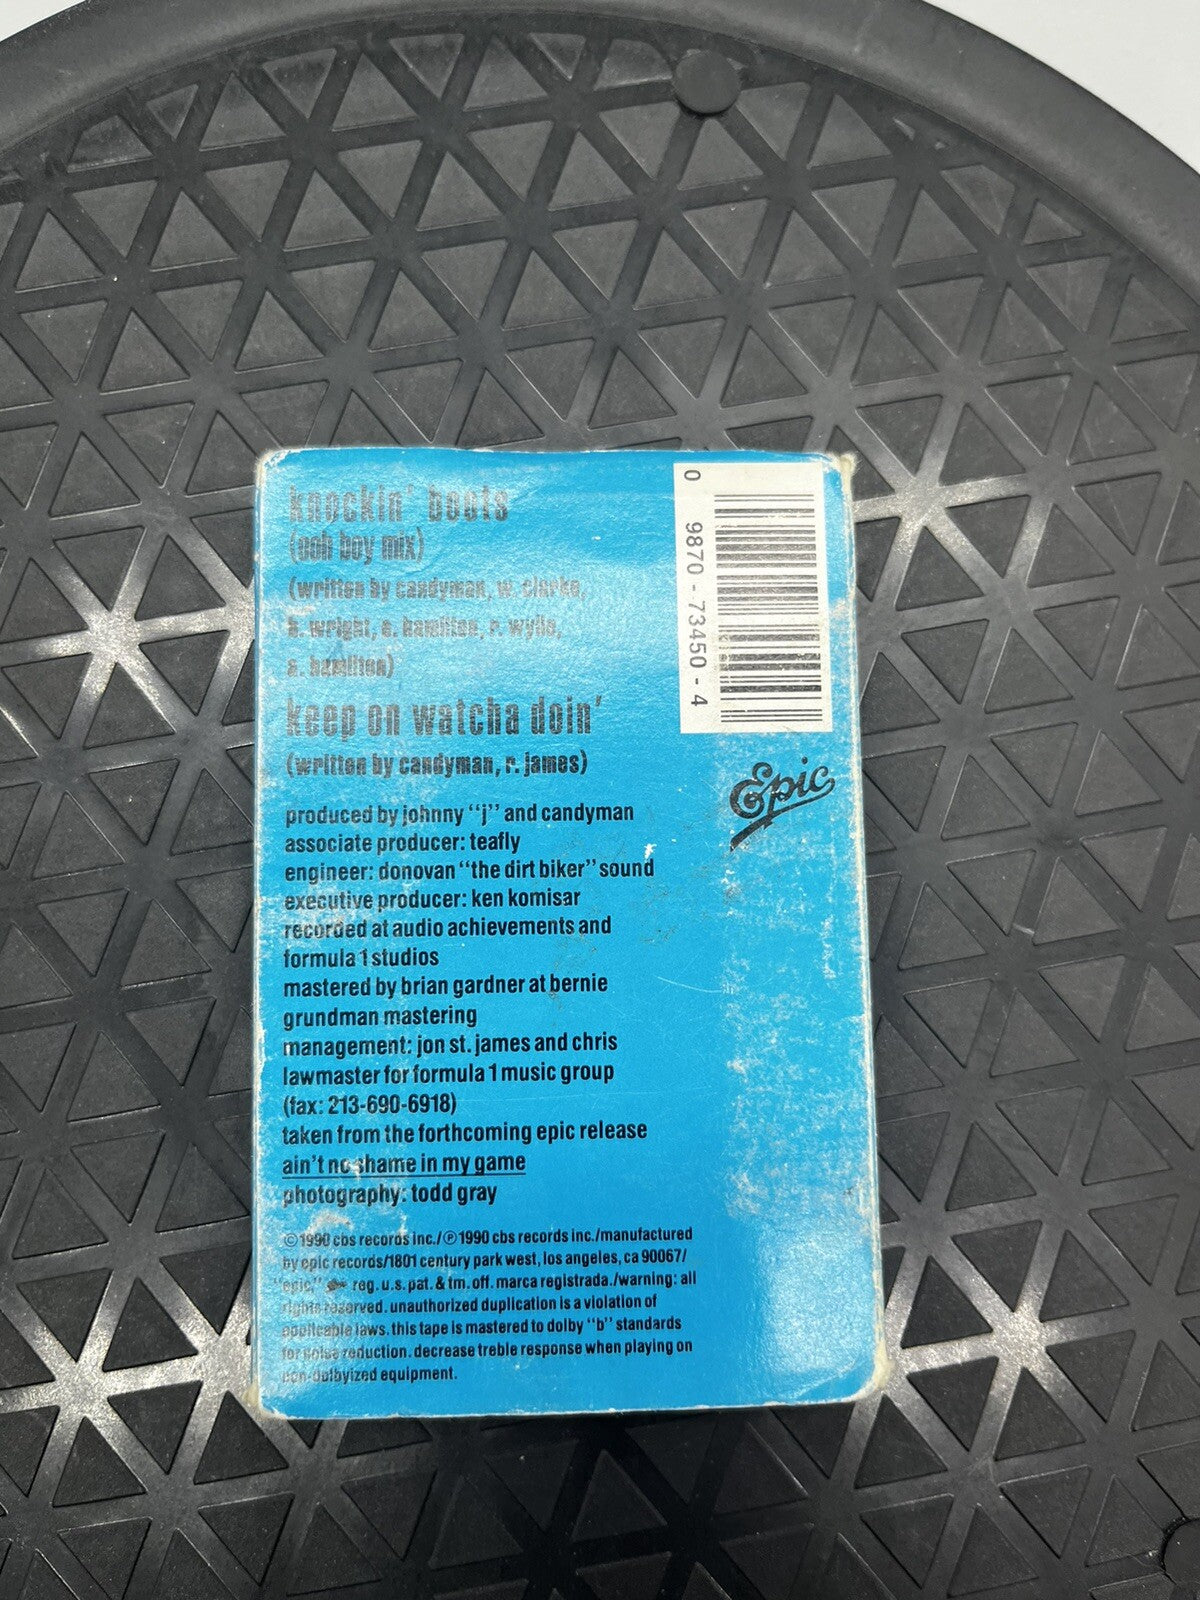 knockin' boots
(ooh boy mix)
(written by candyman, w. clarke,
b. wright, e. hamilton, r. wylie,
a. hamilton)
keep on watcha doin'
(written by candyman, r. james)
produced by johnny "j" and candyman
associate producer: teafly
engineer: donovan "the dirt biker" sound
executive producer: ken komisar
recorded at audio achievements and
formula 1 studios
mastered by brian gardner at bernie
grundman mastering
management: jon st. james and chris
lawmaster for formula 1 music group
(fax: 213-690-6918)
taken from the forthcoming epic release
ain't no shame in my game
photography: todd gray
©1990 cbs records inc./℗1990 cbs records inc./manufactured
by epic records/1801 century park west, los angeles, ca 90067/
"epic," reg. u.s. pat. & tm. off. marca registrada./warning: all
rights reserved. unauthorized duplication is a violation of
applicable laws. this tape is mastered to dolby "b" standards
for noise reduction. decrease treble response when playing on
non-dolbyized equipment.
0 9870-73450-4
Epic